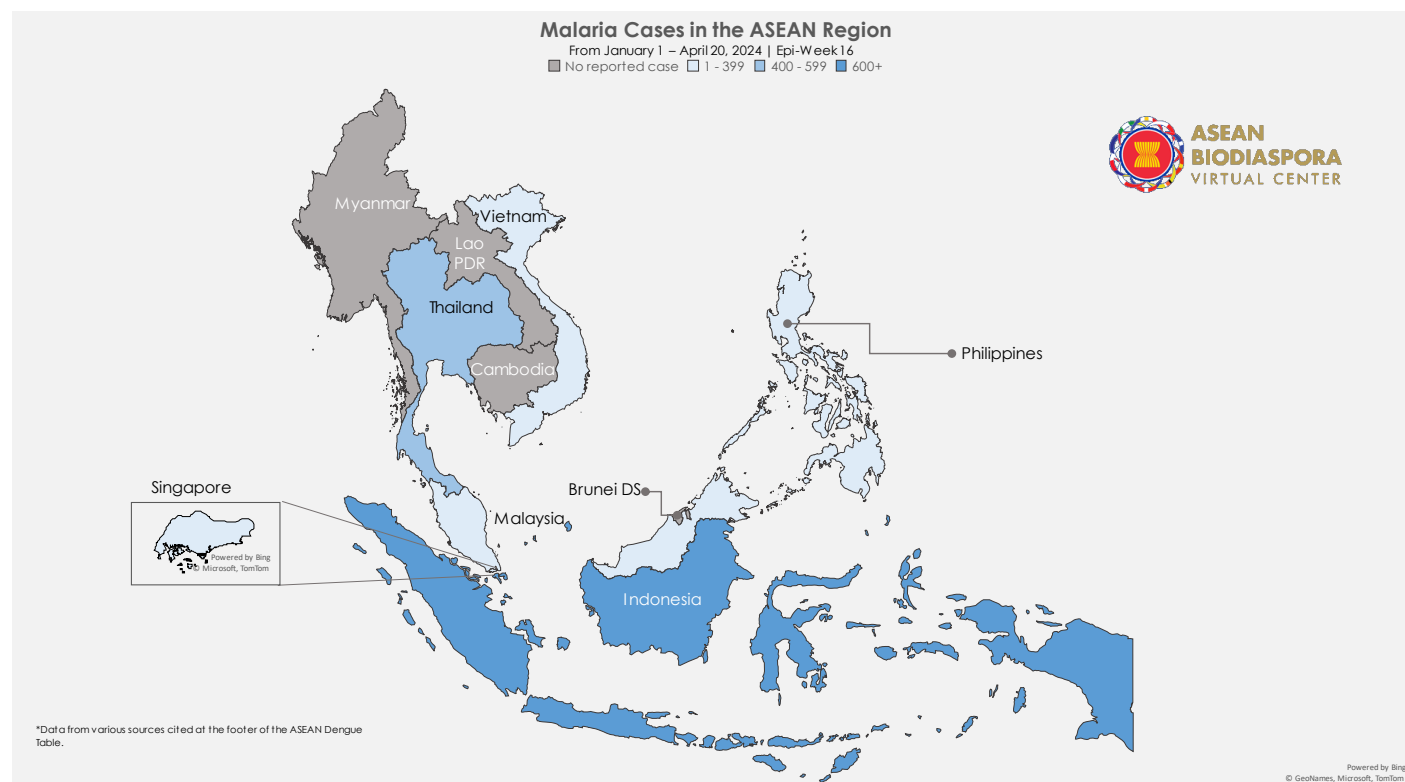 Malaria Cases in the ASEAN Region
From January 1 – April 20, 2024 | Epi-Week 16
No reported case 1 - 399 400 - 599 600+
ASEAN
BIODIASPORA
VIRTUAL CENTER
Myanmar
Vietnam
Lao
PDR
Thailand
Philippines
Cambodia
Singapore
Brunei DS
Malaysia
Powered by Bing
© Microsoft, TomTom
Indonesia
*Data from various sources cited at the footer of the ASEAN Dengue
Table.
Powered by Bing
© GeoNames, Microsoft, TomTom